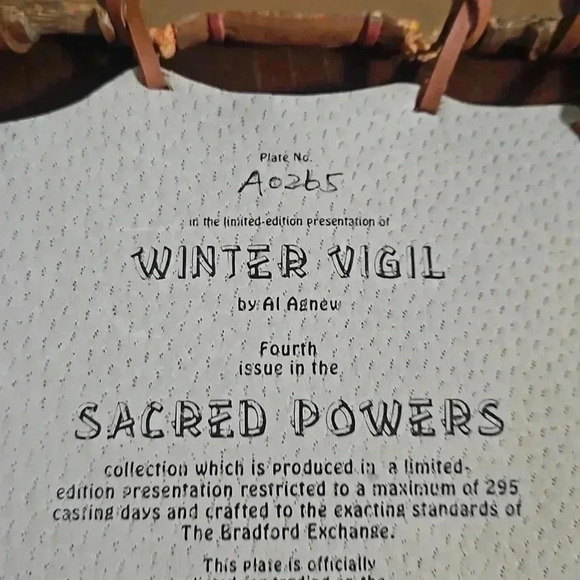 Plate No.
A0265
in the limited-edition presentation of
WINTER VIGIL
by Al Agnew
Fourth
issue in the
SACRED POWERS
collection which is produced in a limited-
edition presentation restricted to a maximum of 295
casting days and crafted to the exacting standards of
The Bradford Exchange.
This plate is officially